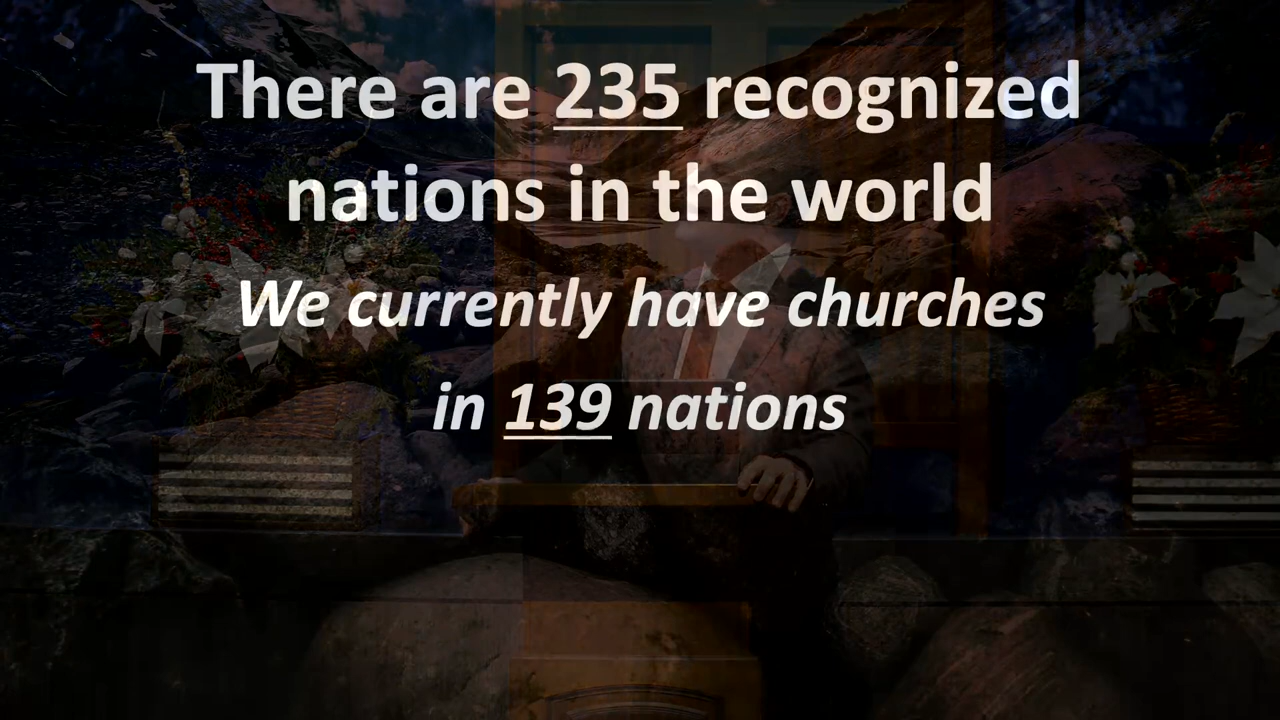 There are 235 recognized
nations in the world
We currently have churches
in 139 nations